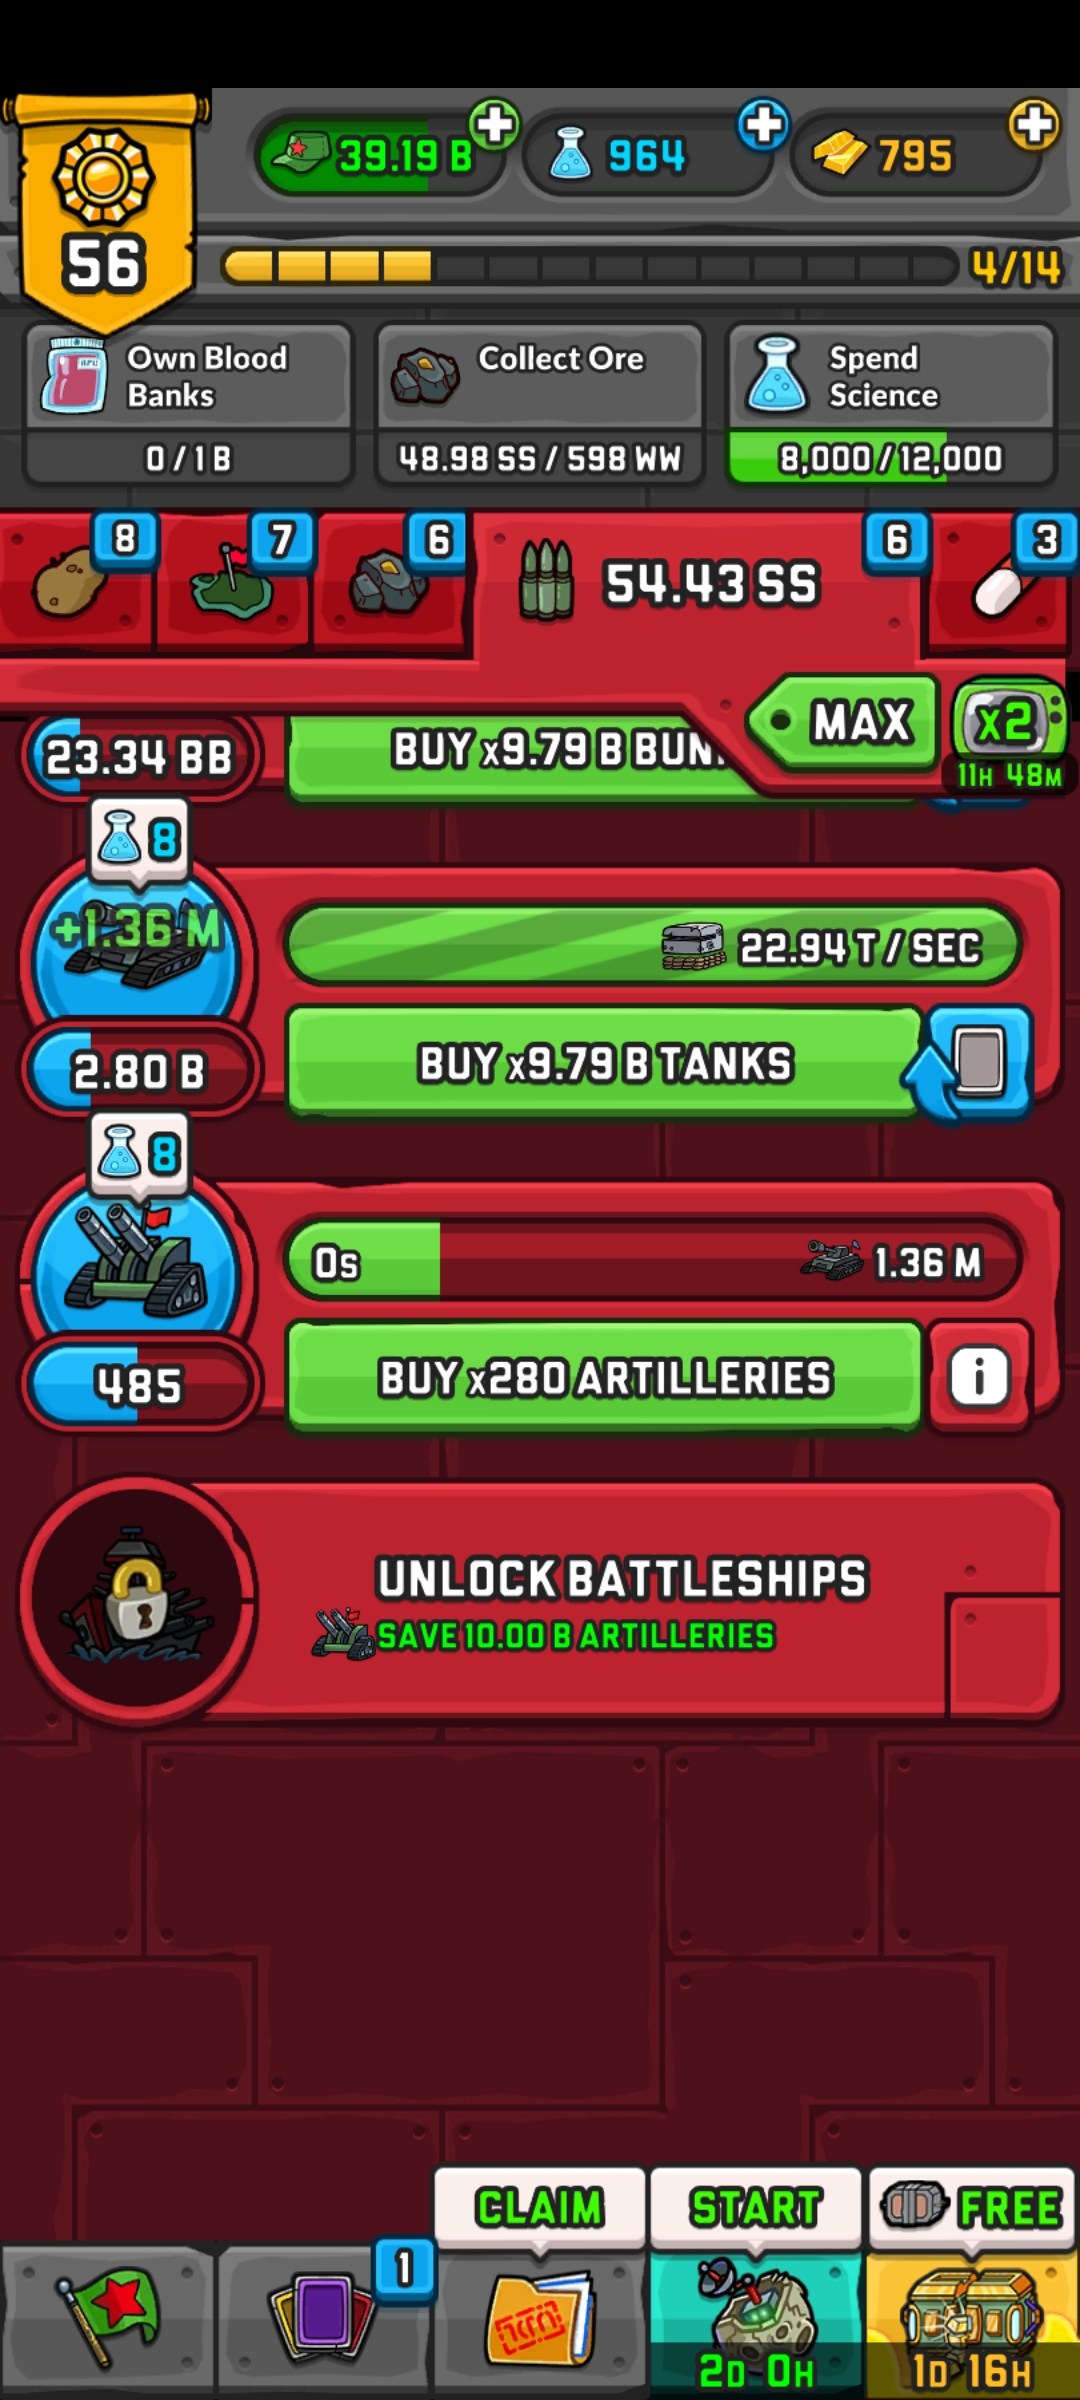 39.19 B
964
795
56
4/14
Own Blood
Banks
0 / 1 B
Collect Ore
48.98 SS / 598 WW
Spend
Science
8,000 / 12,000
8
7
6
54.43 SS
6
3
MAX
x2
11H 48M
23.34 BB
BUY x9.79 B BUN
8
+1.36 M
22.94 T / SEC
2.80 B
BUY x9.79 B TANKS
8
0s
1.36 M
485
BUY x280 ARTILLERIES
i
UNLOCK BATTLESHIPS
SAVE 10.00 B ARTILLERIES
CLAIM
START
FREE
1
2D 0H
1D 16H